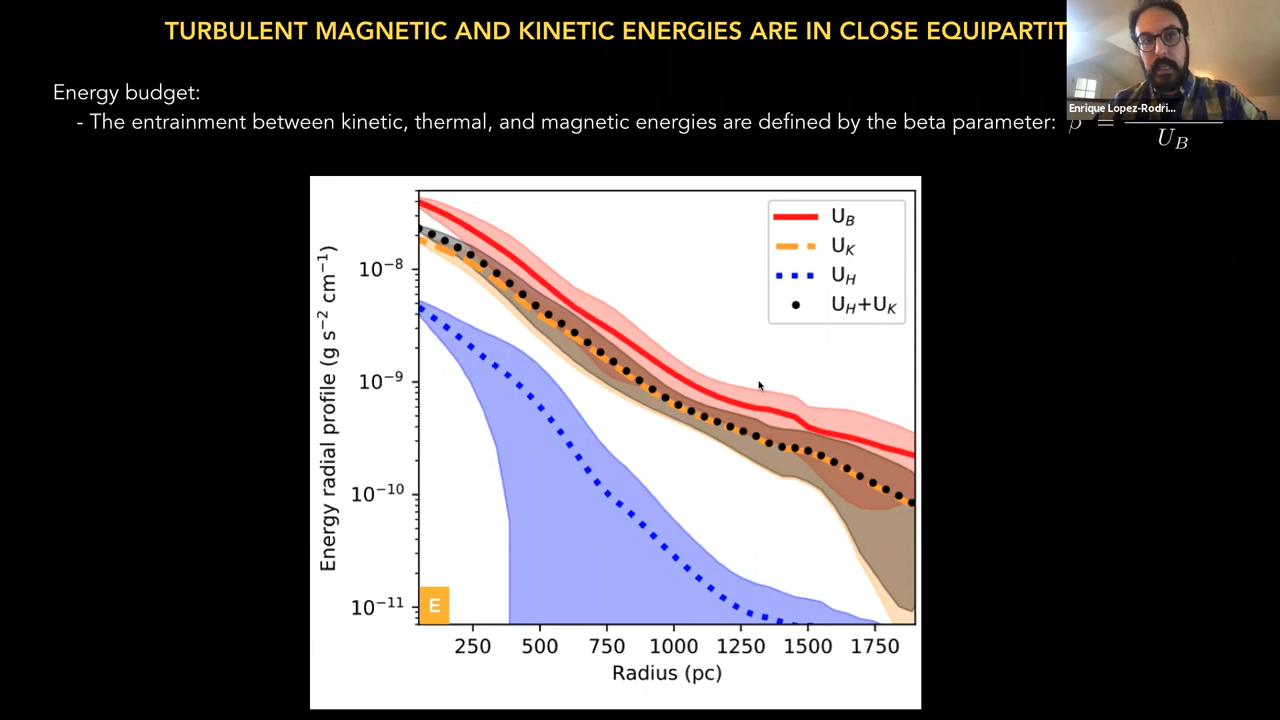 TURBULENT MAGNETIC AND KINETIC ENERGIES ARE IN CLOSE EQUIPARTIT
Enrique Lopez-Rodri...
Energy budget:
- The entrainment between kinetic, thermal, and magnetic energies are defined by the beta parameter: β =
U_B
U_B
U_K
U_H
U_H+U_K
Energy radial profile (g s⁻² cm⁻¹)
10⁻⁸
10⁻⁹
10⁻¹⁰
10⁻¹¹
E
250 500 750 1000 1250 1500 1750
Radius (pc)